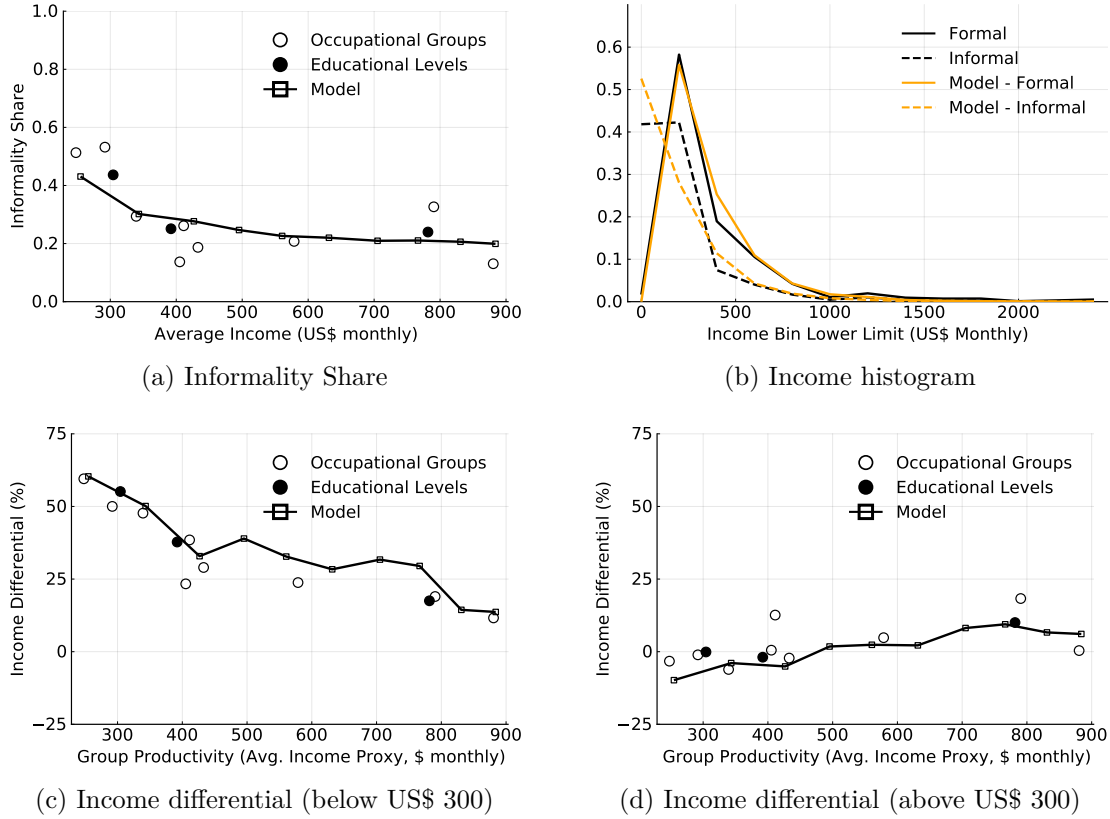 1.0
0.8
0.6
0.4
0.2
0.0
Informality Share
Occupational Groups
Educational Levels
Model
300 400 500 600 700 800 900
Average Income (US$ monthly)
(a) Informality Share
0.6
0.5
0.4
0.3
0.2
0.1
0.0
Formal
Informal
Model - Formal
Model - Informal
0 500 1000 1500 2000
Income Bin Lower Limit (US$ Monthly)
(b) Income histogram
75
50
25
0
−25
Income Differential (%)
Occupational Groups
Educational Levels
Model
300 400 500 600 700 800 900
Group Productivity (Avg. Income Proxy, $ monthly)
(c) Income differential (below US$ 300)
75
50
25
0
−25
Income Differential (%)
Occupational Groups
Educational Levels
Model
300 400 500 600 700 800 900
Group Productivity (Avg. Income Proxy, $ monthly)
(d) Income differential (above US$ 300)